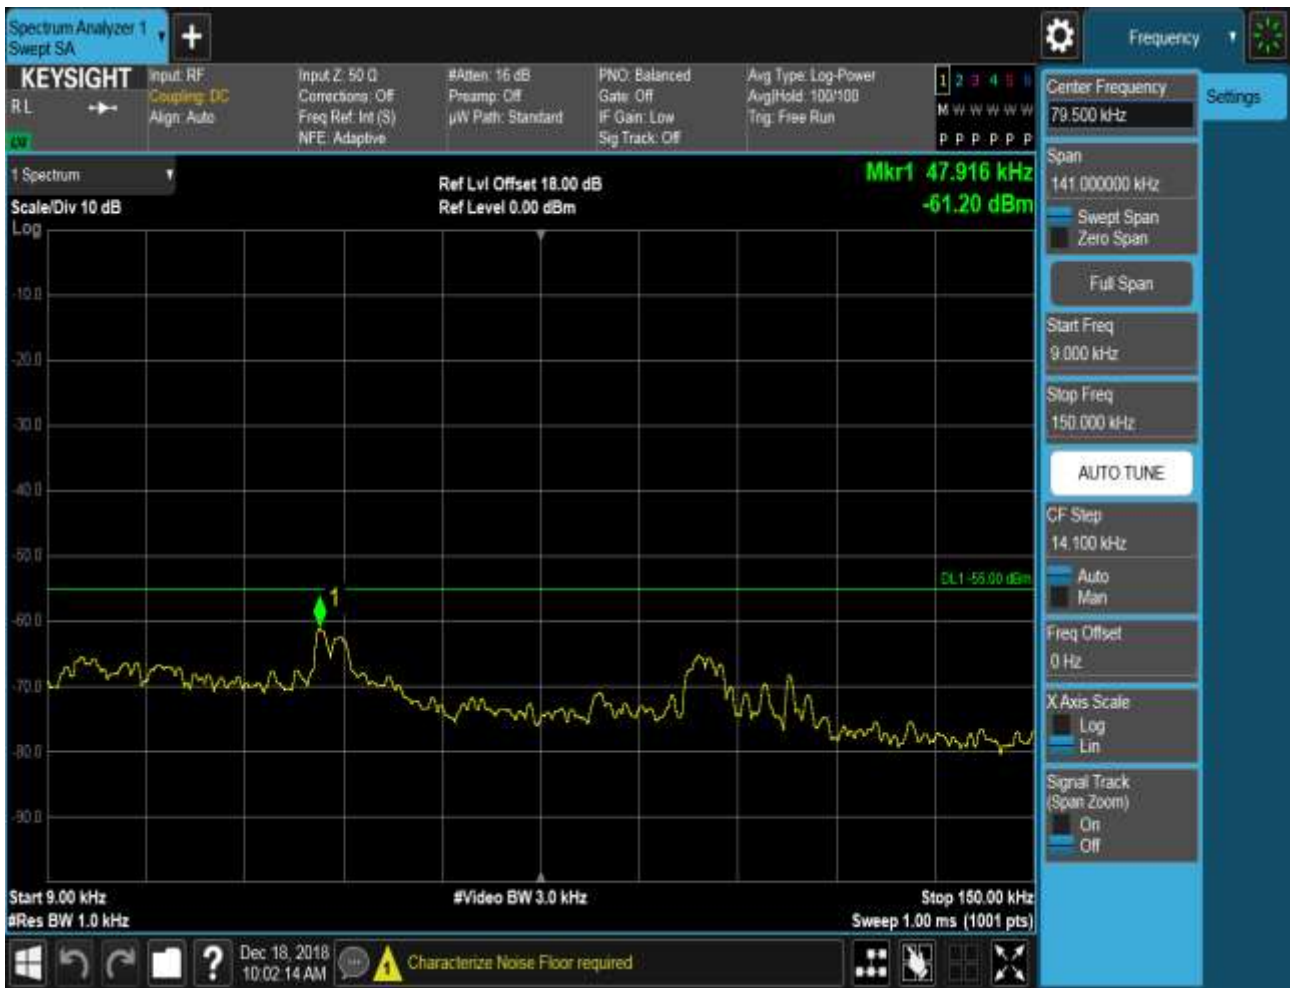 Spectrum Analyzer 1
Swept SA
Frequency
KEYSIGHT
R L
Input: RF
Coupling: DC
Align: Auto
Input Z: 50 Ω
Corrections: Off
Freq Ref: Int (S)
NFE: Adaptive
#Atten: 16 dB
Preamp: Off
µW Path: Standard
PNO: Balanced
Gate: Off
IF Gain: Low
Sig Track: Off
Avg Type: Log-Power
Avg|Hold: 100/100
Trig: Free Run
1 2 3 4 5 6
M W W W W W
P P P P P P
1 Spectrum
Scale/Div 10 dB
Log
Ref Lvl Offset 18.00 dB
Ref Level 0.00 dBm
Mkr1 47.916 kHz
-61.20 dBm
-10.0
-20.0
-30.0
-40.0
-50.0
DL1 -55.00 dBm
1
-60.0
-70.0
-80.0
-90.0
Start 9.00 kHz
#Res BW 1.0 kHz
#Video BW 3.0 kHz
Stop 150.00 kHz
Sweep 1.00 ms (1001 pts)
Center Frequency
79.500 kHz
Settings
Span
141.000000 kHz
Swept Span
Zero Span
Full Span
Start Freq
9.000 kHz
Stop Freq
150.000 kHz
AUTO TUNE
CF Step
14.100 kHz
Auto
Man
Freq Offset
0 Hz
X Axis Scale
Log
Lin
Signal Track
(Span Zoom)
On
Off
?
Dec 18, 2018
10:02:14 AM
1
Characterize Noise Floor required